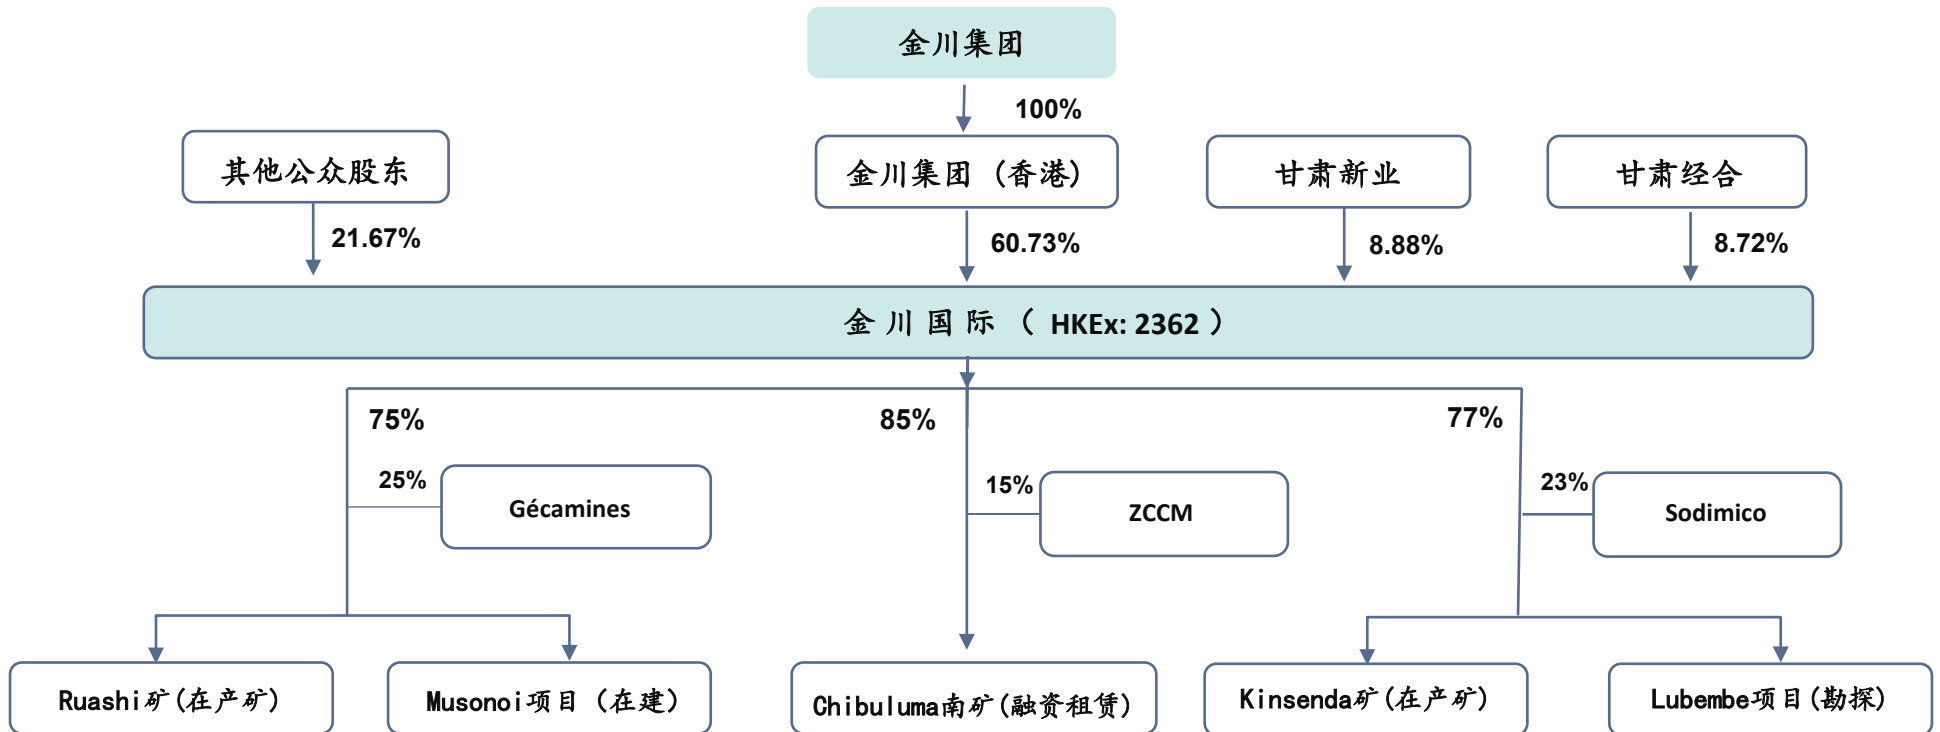 金川集团
100%
其他公众股东
金川集团（香港）
甘肃新业
甘肃经合
21.67%
60.73%
8.88%
8.72%
金川国际（ HKEx: 2362 ）
75%
85%
77%
25%
Gécamines
15%
ZCCM
23%
Sodimico
Ruashi矿(在产矿)
Musonoi项目（在建）
Chibuluma南矿(融资租赁)
Kinsenda矿(在产矿)
Lubembe项目(勘探)